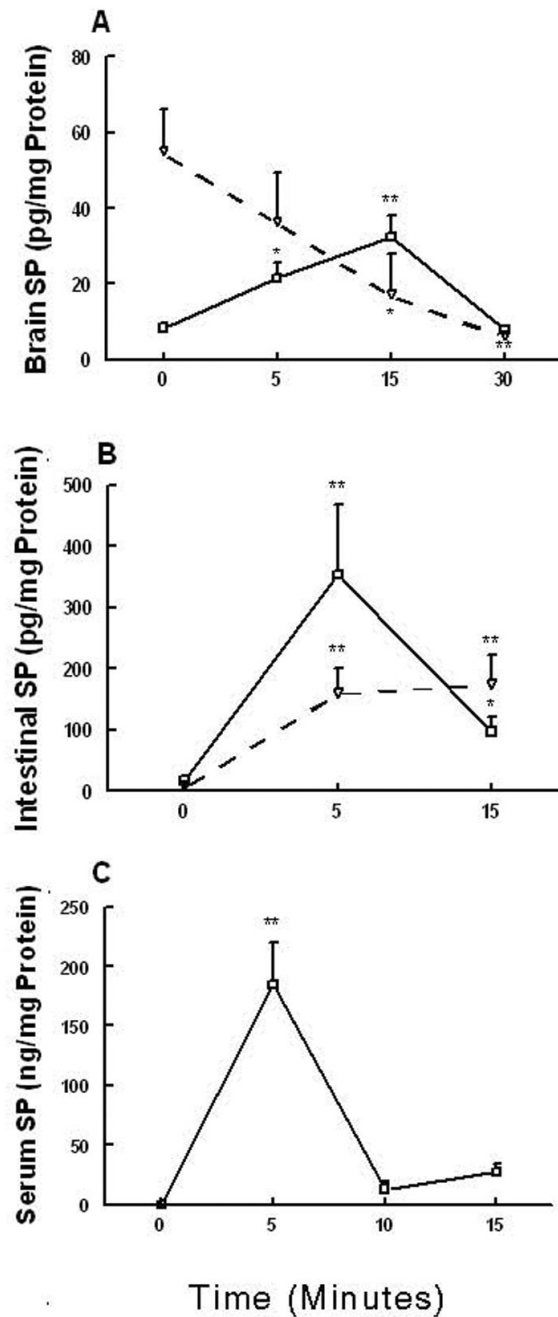 A
Brain SP (pg/mg Protein)
80
60
40
20
0
**
*
*
**
0 5 15 30
B
Intestinal SP (pg/mg Protein)
500
400
300
200
100
0
**
**
**
*
0 5 15
C
Serum SP (ng/mg Protein)
250
200
150
100
50
0
**
0 5 10 15
Time (Minutes)